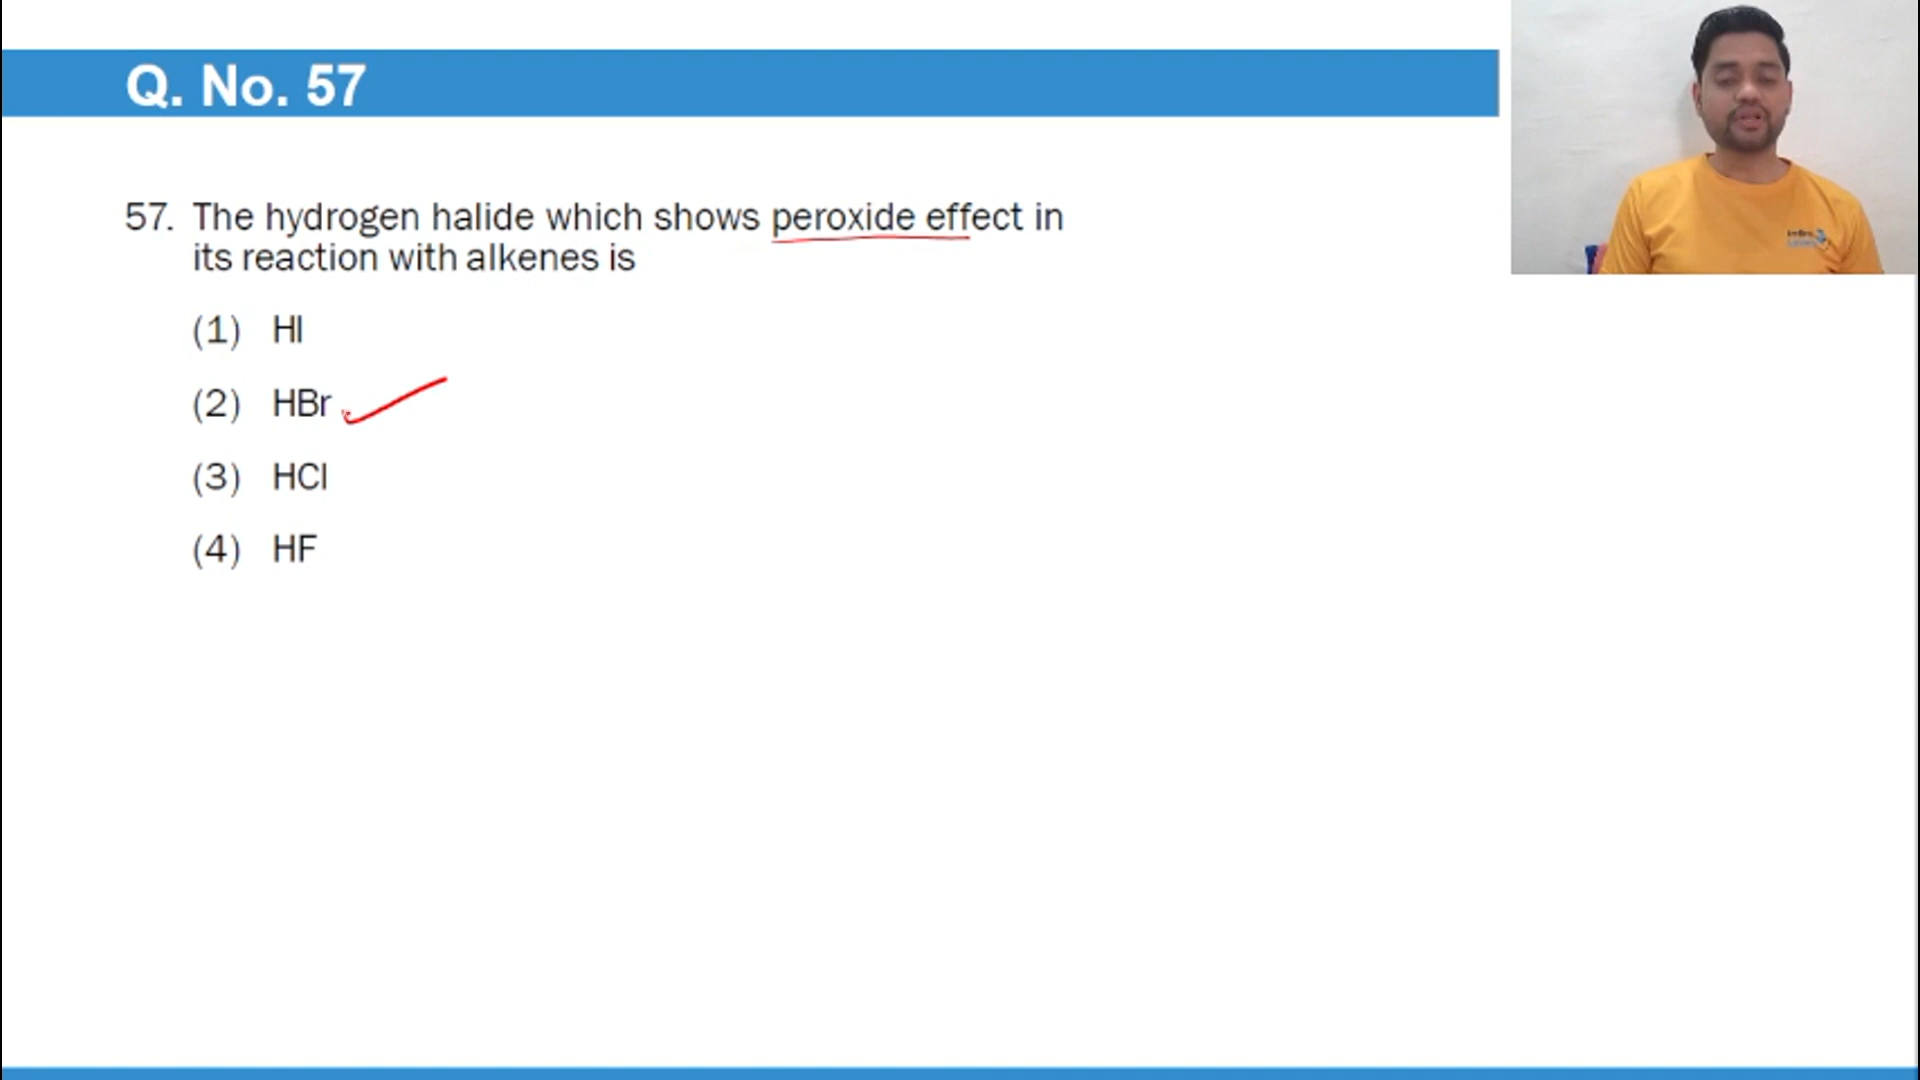 Q. No. 57
57. The hydrogen halide which shows peroxide effect in
its reaction with alkenes is
(1) HI
(2) HBr
(3) HCl
(4) HF